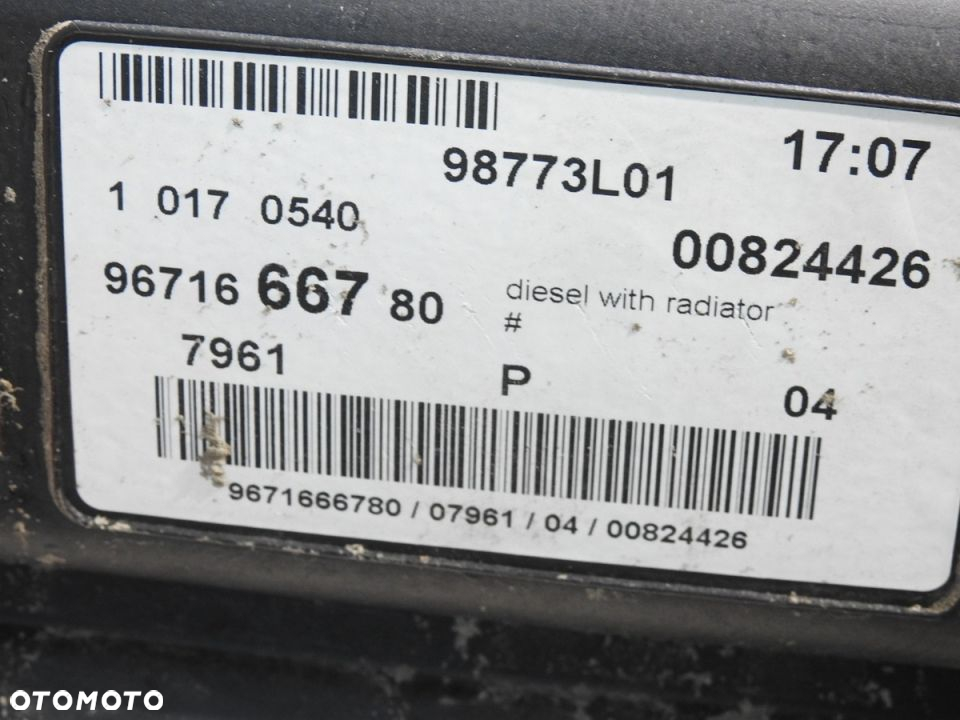 98773L01 17:07
1 017 0540
00824426
96716 667 80 diesel with radiator
#
7961 P 04
9671666780 / 07961 / 04 / 00824426
OTOMOTO